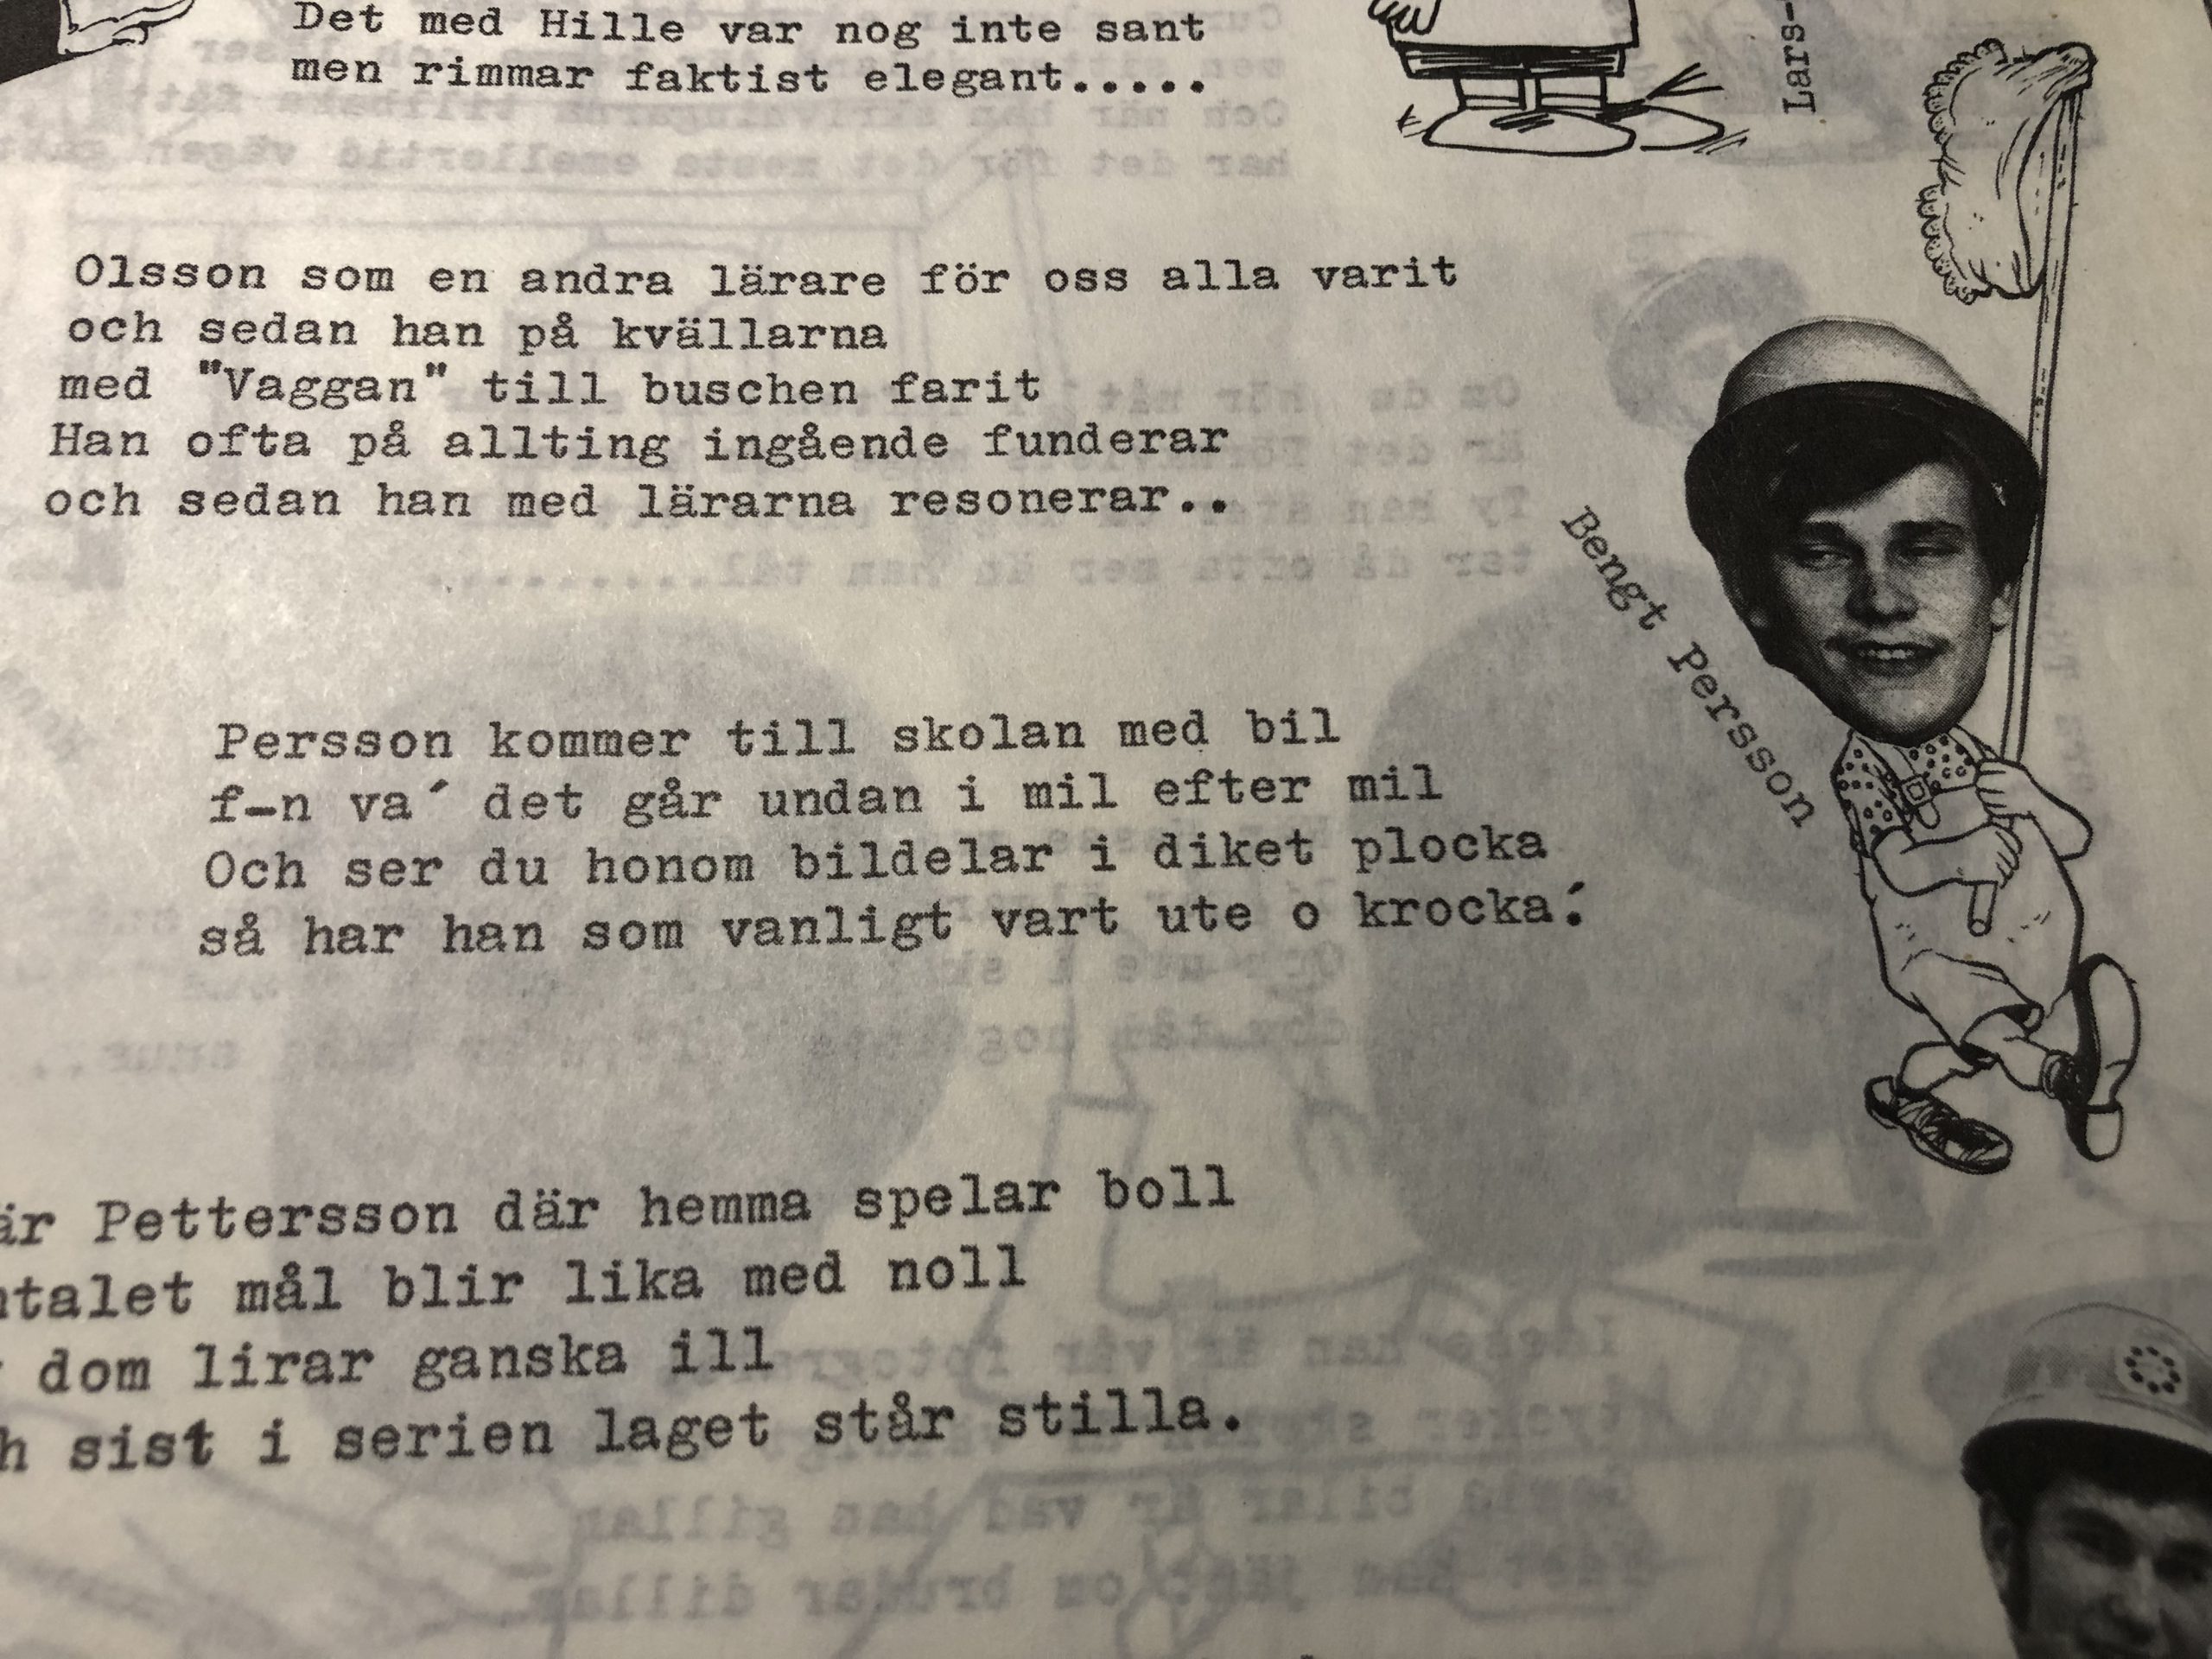 Det med Hille var nog inte sant
men rimmar faktist elegant.....
Lars-
Olsson som en andra lärare för oss alla varit
och sedan han på kvällarna
med "Vaggan" till buschen farit
Han ofta på allting ingående funderar
och sedan han med lärarna resonerar..
Bengt Persson
Persson kommer till skolan med bil
f-n va´ det går undan i mil efter mil
Och ser du honom bildelar i diket plocka
så har han som vanligt vart ute o krocka.´
är Pettersson där hemma spelar boll
ntalet mål blir lika med noll
dom lirar ganska ill
h sist i serien laget står stilla.